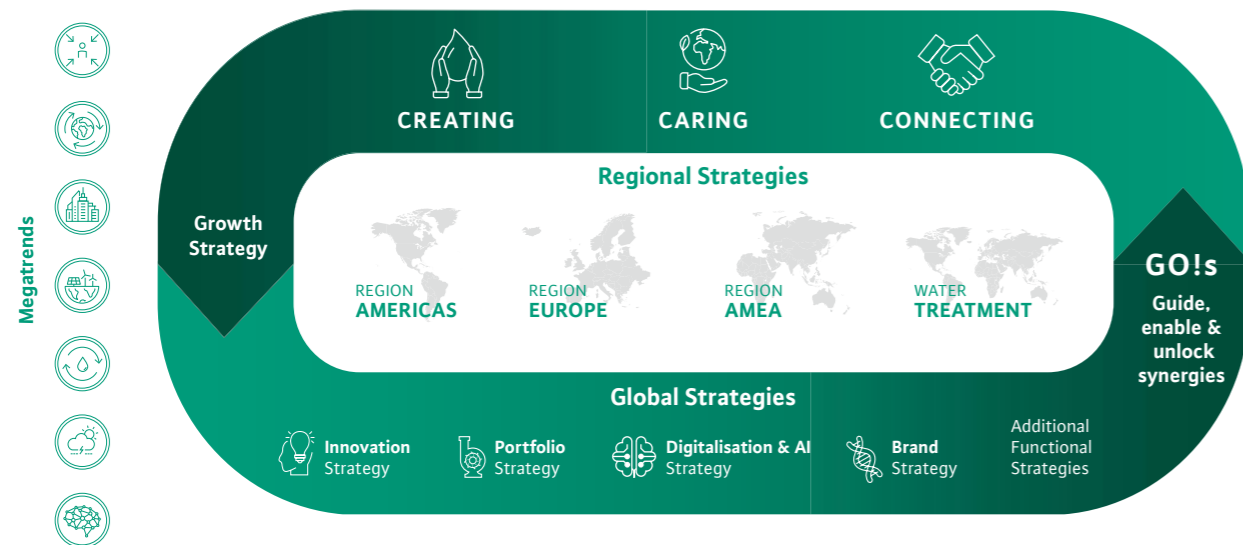 Megatrends
CREATING
CARING
CONNECTING
Growth
Strategy
Regional Strategies
REGION
AMERICAS
REGION
EUROPE
REGION
AMEA
WATER
TREATMENT
GO!s
Guide,
enable &
unlock
synergies
Global Strategies
Innovation
Strategy
Portfolio
Strategy
Digitalisation & AI
Strategy
Brand
Strategy
Additional
Functional
Strategies